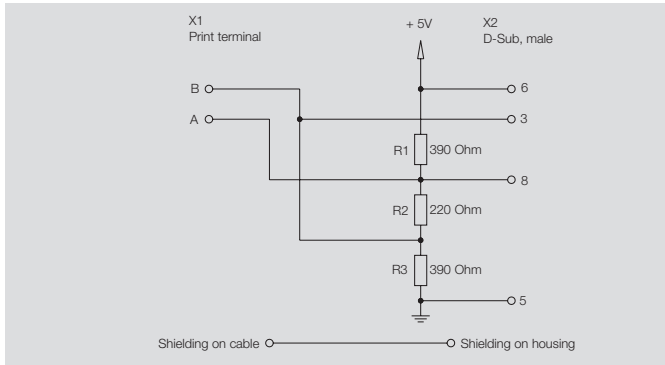 X1
Print terminal
+ 5V
X2
D-Sub, male
B
6
A
3
R1
390 Ohm
8
R2
220 Ohm
R3
390 Ohm
5
Shielding on cable
Shielding on housing